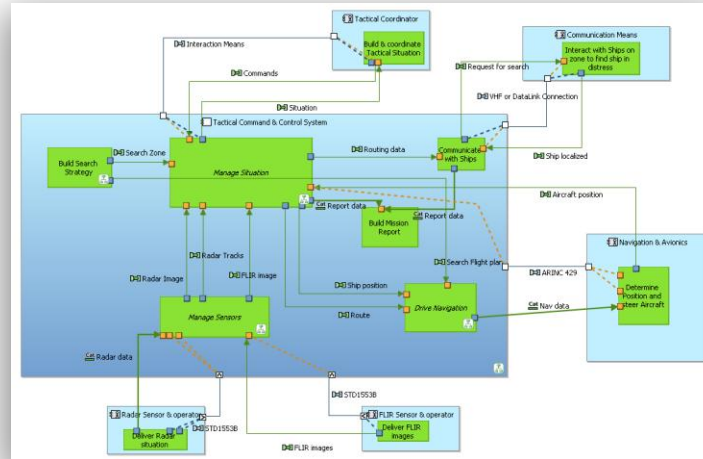 Tactical Coordinator
Communication Means
Interaction Means
Build & coordinate
Tactical Situation
Interact with Ships on
zone to find ship in
distress
Request for search
Commands
Situation
VHF or DataLink Connection
Tactical Command & Control System
Search Zone
Build Search
Strategy
Manage Situation
Routing data
Communicate
with Ships
Ship localized
Aircraft position
Report data
Report data
Build Mission
Report
Navigation & Avionics
Search Flight plan
ARINC 429
Radar Tracks
Radar Image
FLIR image
Ship position
Nav data
Determine
Position and
steer Aircraft
Drive Navigation
Manage Sensors
Route
Radar data
STD1553B
Radar Sensor & operator
FLIR Sensor & operator
STD1553B
Deliver Radar
situation
Deliver FLIR
images
FLIR images